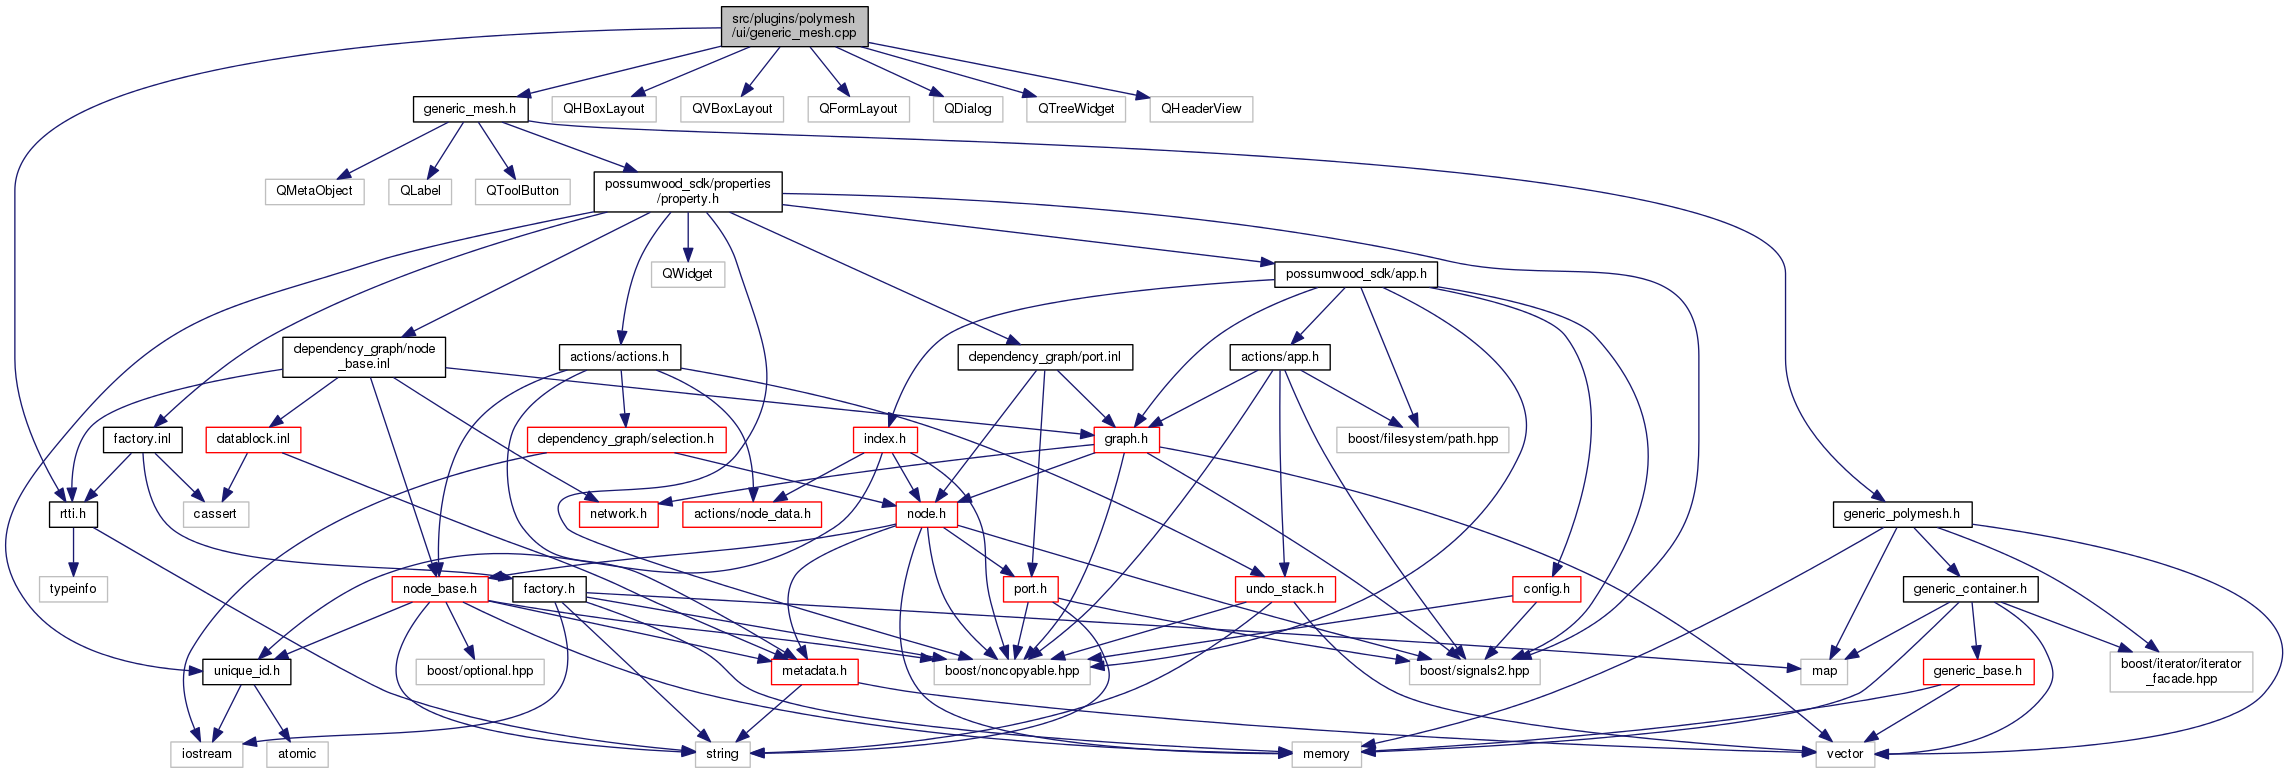 src/plugins/polymesh
/ui/generic_mesh.cpp
generic_mesh.h
QHBoxLayout
QVBoxLayout
QFormLayout
QDialog
QTreeWidget
QHeaderView
QMetaObject
QLabel
QToolButton
possumwood_sdk/properties
/property.h
QWidget
possumwood_sdk/app.h
dependency_graph/node
_base.inl
actions/actions.h
dependency_graph/port.inl
actions/app.h
factory.inl
datablock.inl
dependency_graph/selection.h
index.h
graph.h
boost/filesystem/path.hpp
rtti.h
cassert
network.h
actions/node_data.h
node.h
generic_polymesh.h
typeinfo
node_base.h
factory.h
port.h
undo_stack.h
config.h
generic_container.h
unique_id.h
boost/optional.hpp
metadata.h
boost/noncopyable.hpp
boost/signals2.hpp
map
generic_base.h
boost/iterator/iterator
_facade.hpp
iostream
atomic
string
memory
vector